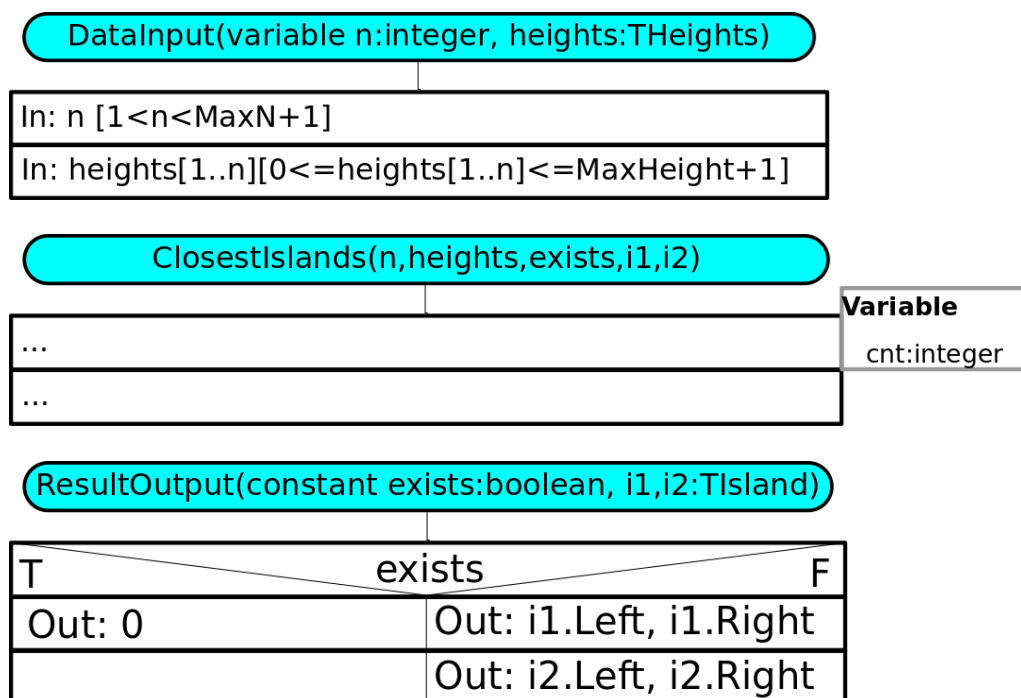 DataInput(variable n:integer, heights:THeights)
In: n [1<n<MaxN+1]
In: heights[1..n][0<=heights[1..n]<=MaxHeight+1]
ClosestIslands(n,heights,exists,i1,i2)
Variable
cnt:integer
...
...
ResultOutput(constant exists:boolean, i1,i2:TIsland)
T exists F
Out: 0 Out: i1.Left, i1.Right
Out: i2.Left, i2.Right